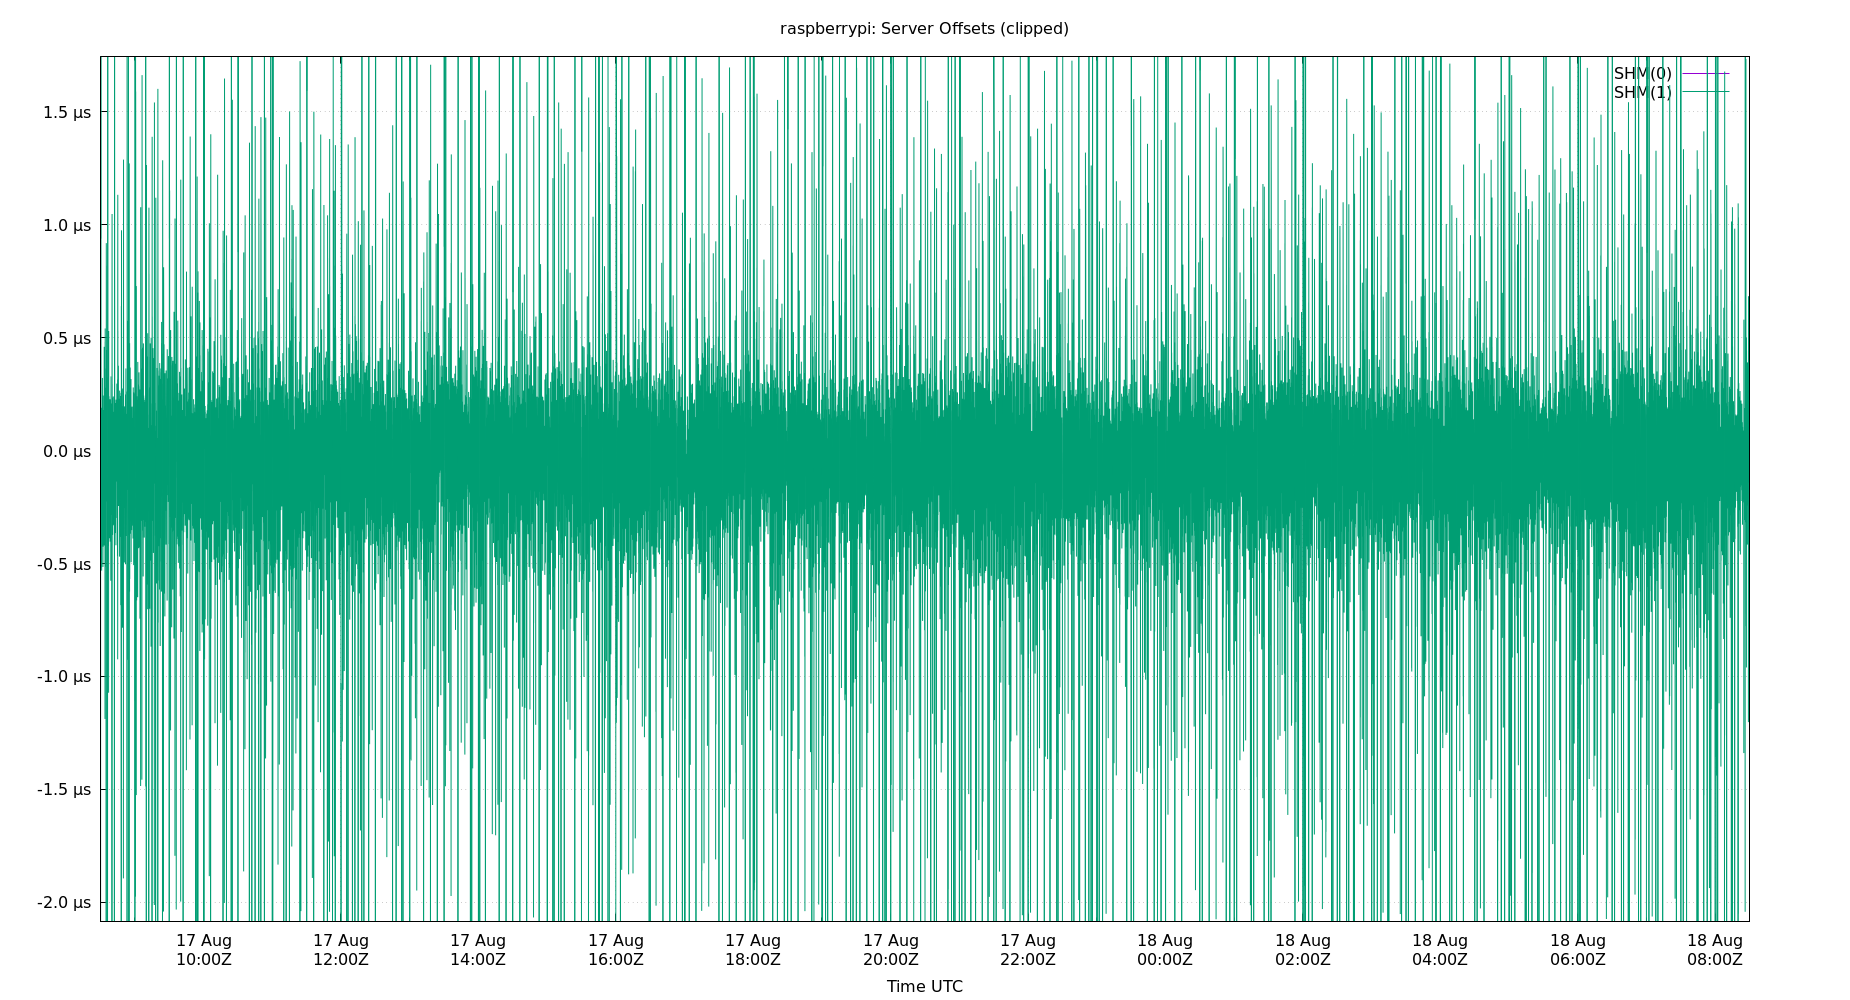 raspberrypi: Server Offsets (clipped)
SHM(0)
SHM(1)
1.5 µs
1.0 µs
0.5 µs
0.0 µs
-0.5 µs
-1.0 µs
-1.5 µs
-2.0 µs
17 Aug 17 Aug 17 Aug 17 Aug 17 Aug 17 Aug 17 Aug 18 Aug 18 Aug 18 Aug 18 Aug 18 Aug
10:00Z 12:00Z 14:00Z 16:00Z 18:00Z 20:00Z 22:00Z 00:00Z 02:00Z 04:00Z 06:00Z 08:00Z
Time UTC